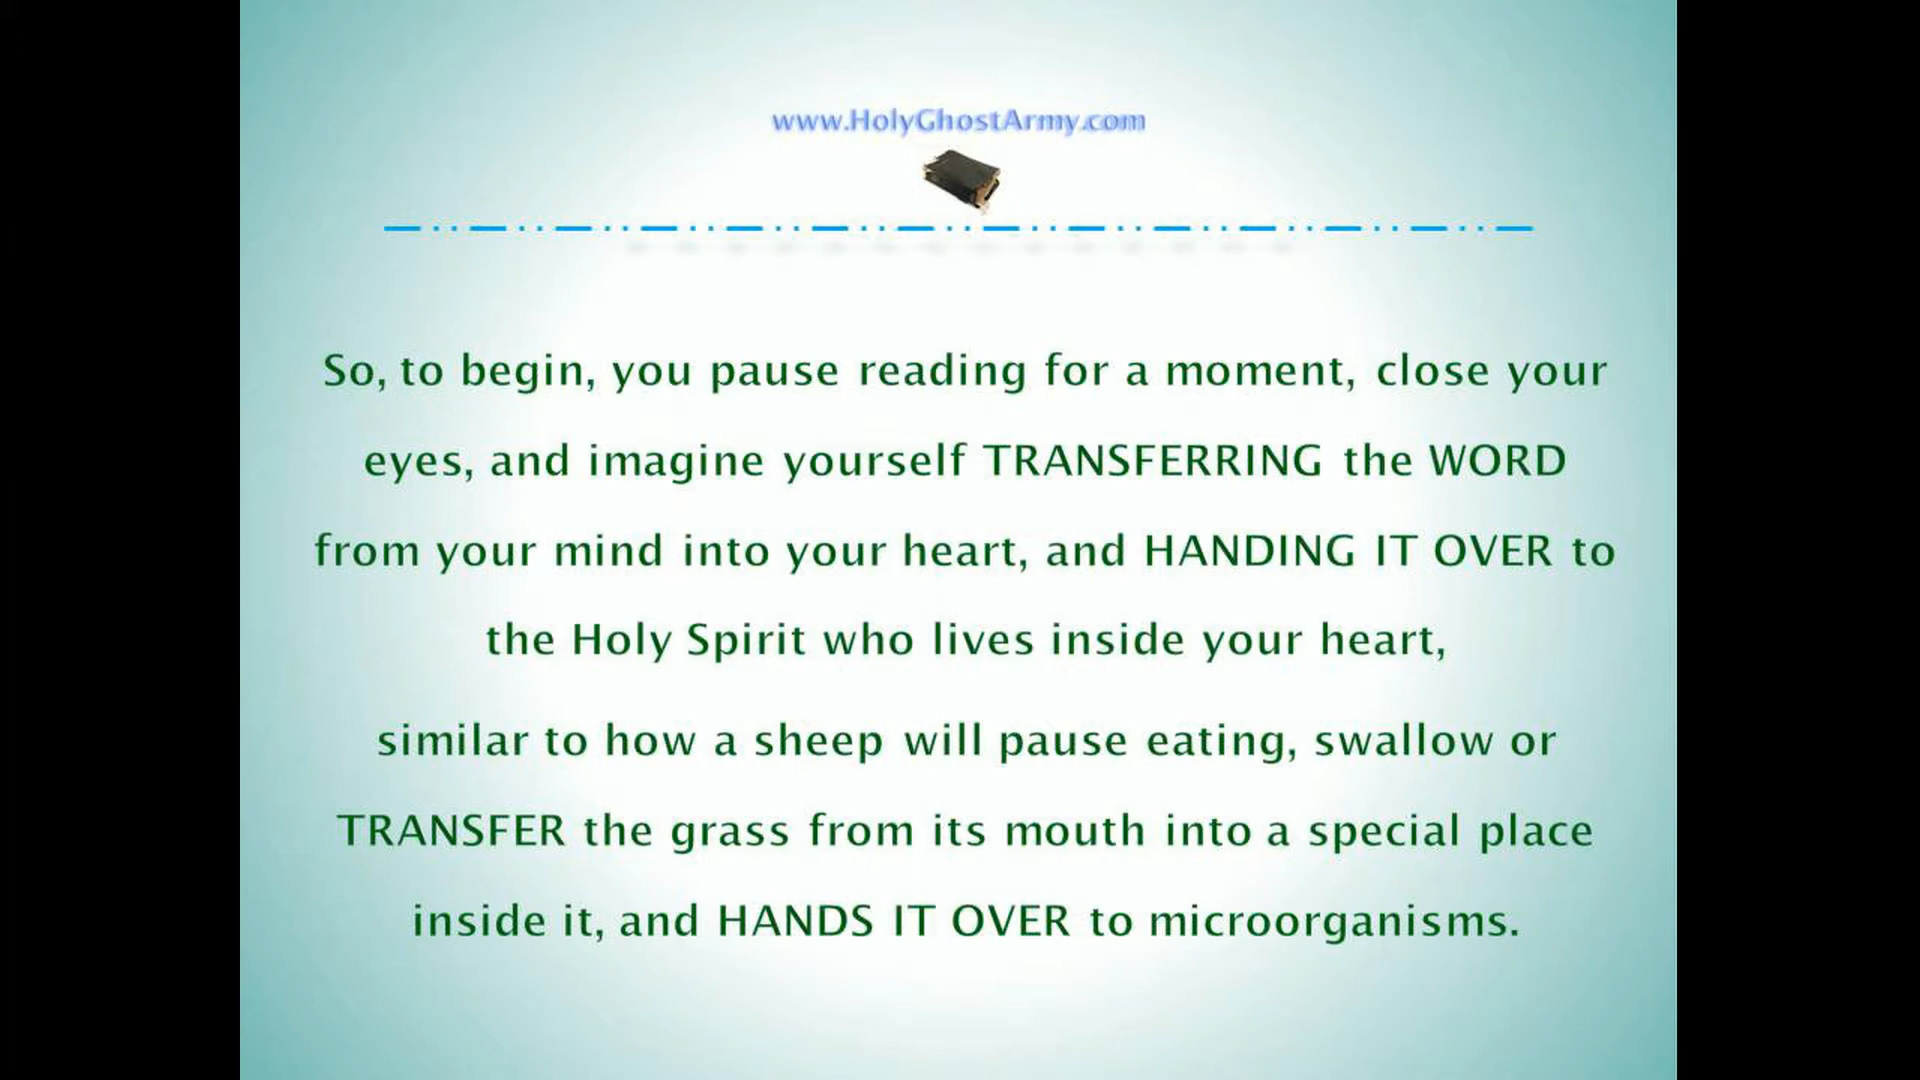 www.HolyGhostArmy.com
So, to begin, you pause reading for a moment, close your
eyes, and imagine yourself TRANSFERRING the WORD
from your mind into your heart, and HANDING IT OVER to
the Holy Spirit who lives inside your heart,
similar to how a sheep will pause eating, swallow or
TRANSFER the grass from its mouth into a special place
inside it, and HANDS IT OVER to microorganisms.